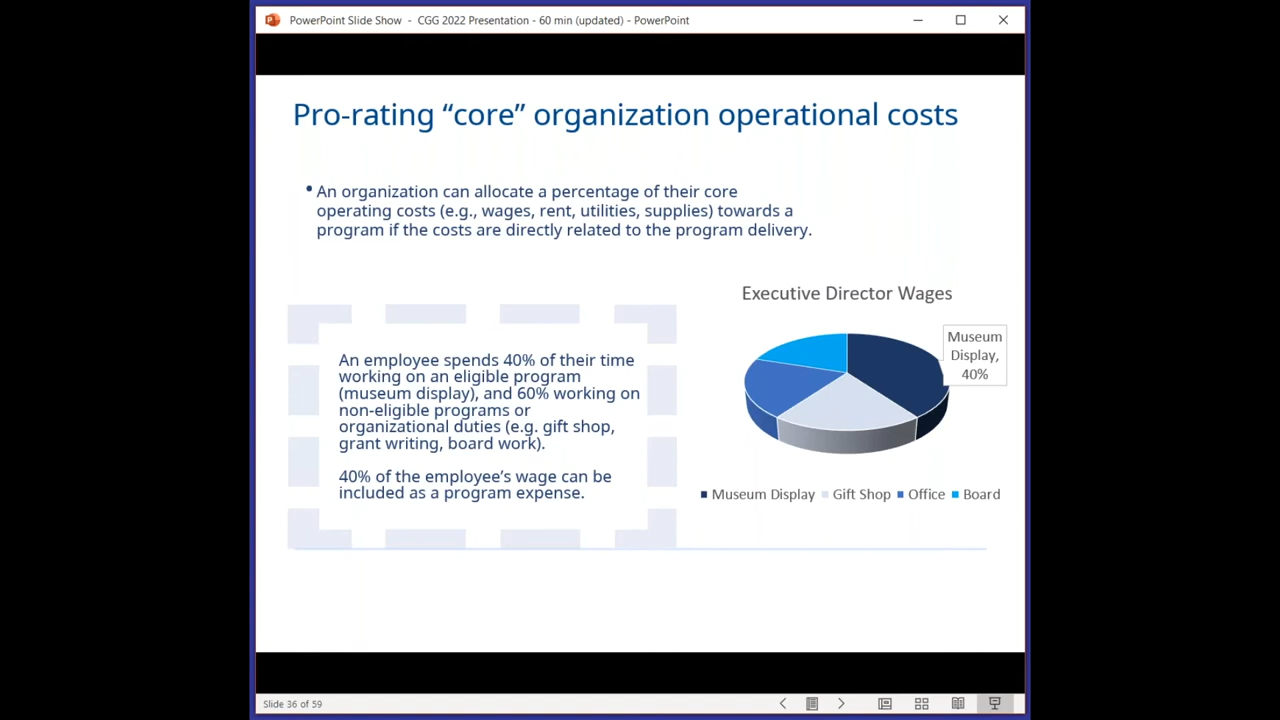 PowerPoint Slide Show - CGG 2022 Presentation - 60 min (updated) - PowerPoint
Pro-rating “core” organization operational costs
• An organization can allocate a percentage of their core
operating costs (e.g., wages, rent, utilities, supplies) towards a
program if the costs are directly related to the program delivery.
An employee spends 40% of their time
working on an eligible program
(museum display), and 60% working on
non-eligible programs or
organizational duties (e.g. gift shop,
grant writing, board work).
40% of the employee’s wage can be
included as a program expense.
Executive Director Wages
Museum
Display,
40%
Museum Display Gift Shop Office Board
Slide 36 of 59